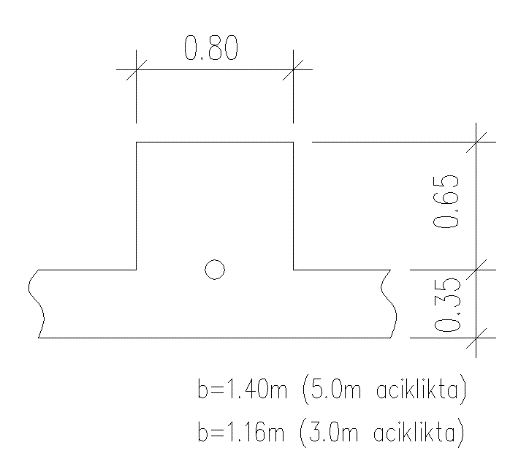 0.80
0.65
0.35
b=1.40m (5.0m aciklikta)
b=1.16m (3.0m aciklikta)